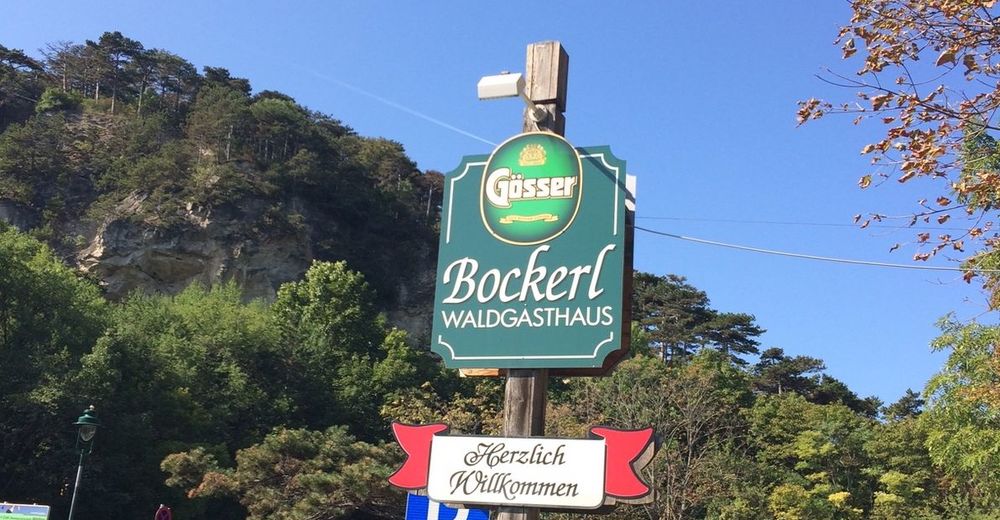 Gösser
Bockerl
WALDGASTHAUS
Herzlich
Willkommen